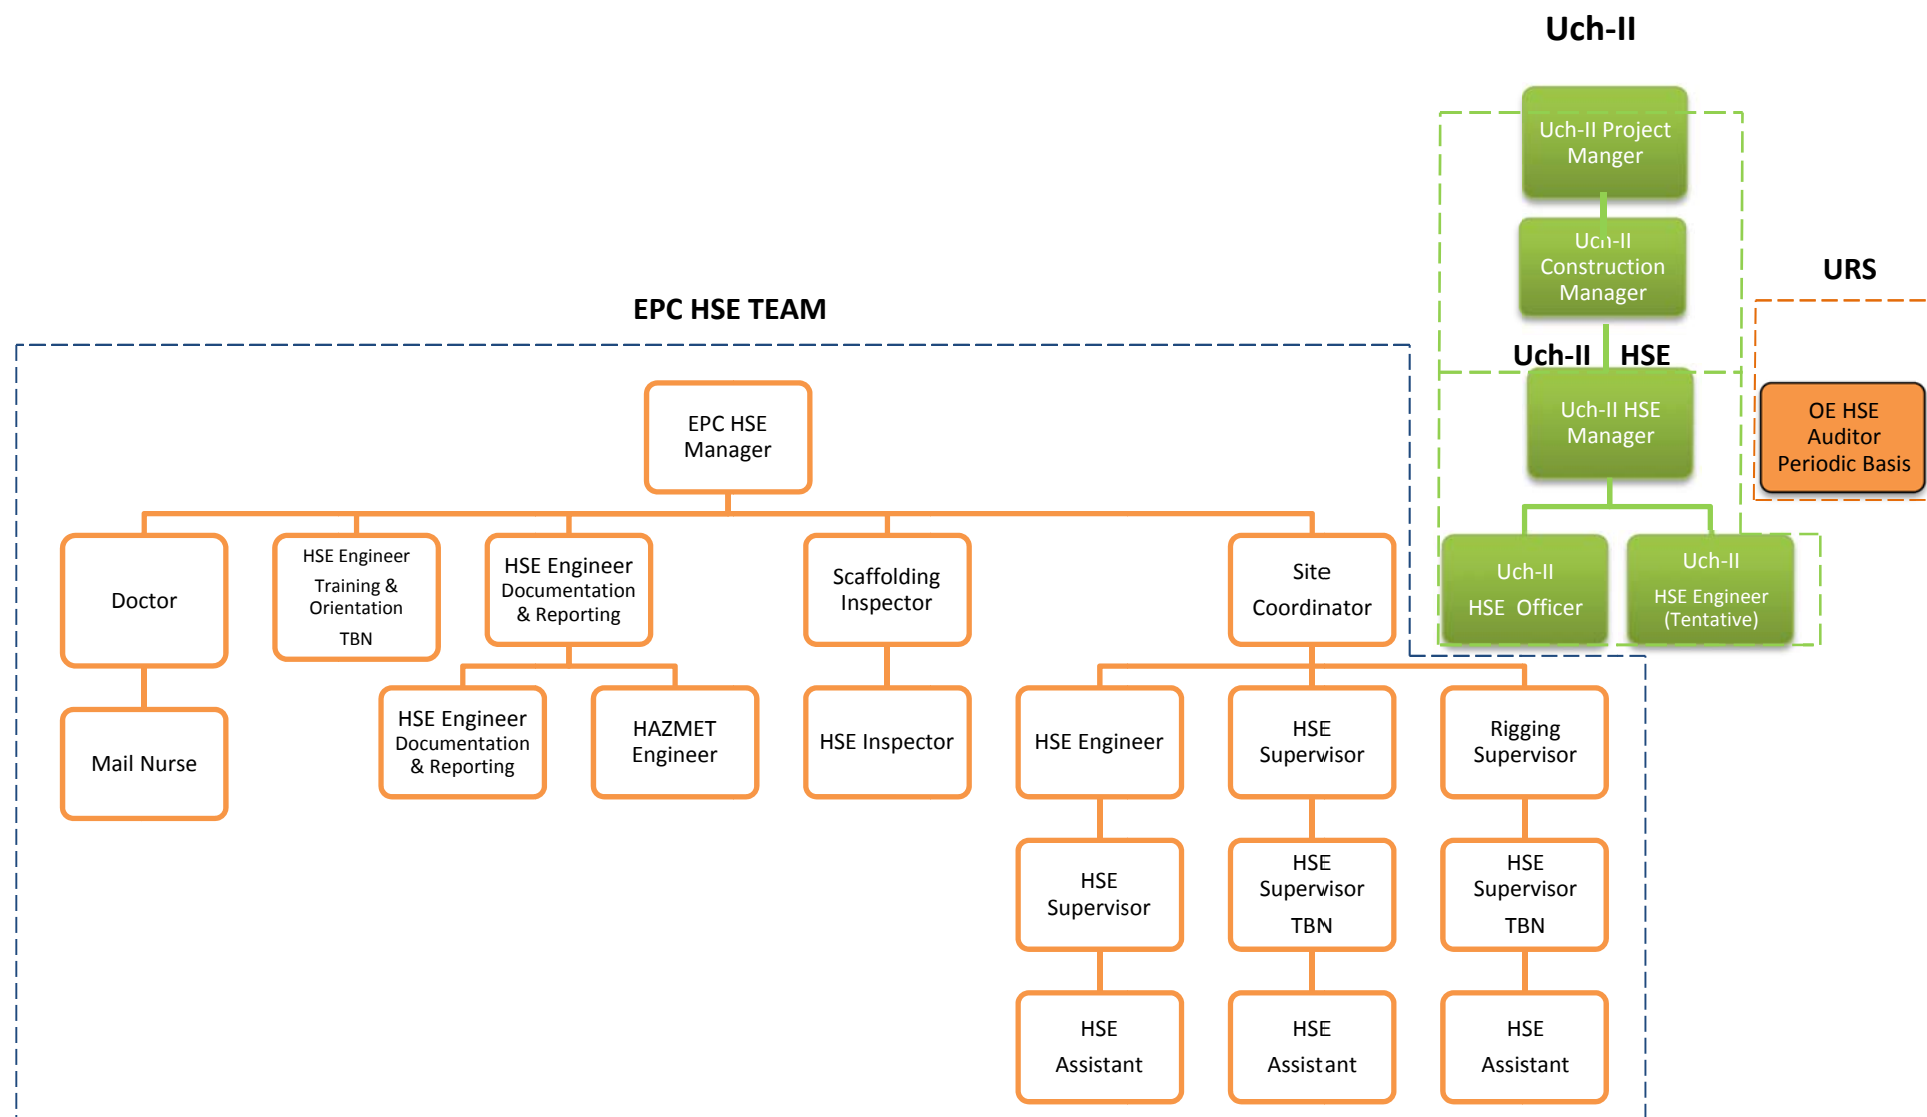 Uch-II
Uch-II Project
Manger
Uch-II
Construction
Manager
URS
EPC HSE TEAM
Uch-II HSE
EPC HSE
Manager
Uch-II HSE
Manager
OE HSE
Auditor
Periodic Basis
Doctor
HSE Engineer
Training &
Orientation
TBN
HSE Engineer
Documentation
& Reporting
Scaffolding
Inspector
Site
Coordinator
Uch-II
HSE Officer
Uch-II
HSE Engineer
(Tentative)
Mail Nurse
HSE Engineer
Documentation
& Reporting
HAZMET
Engineer
HSE Inspector
HSE Engineer
HSE
Supervisor
Rigging
Supervisor
HSE
Supervisor
HSE
Supervisor
TBN
HSE
Supervisor
TBN
HSE
Assistant
HSE
Assistant
HSE
Assistant